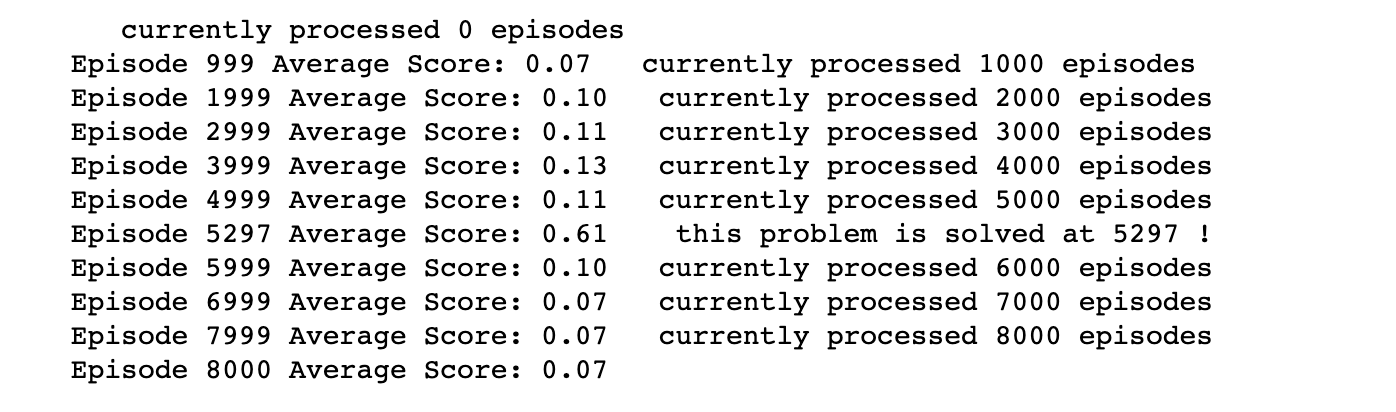 currently processed 0 episodes
Episode 999 Average Score: 0.07   currently processed 1000 episodes
Episode 1999 Average Score: 0.10   currently processed 2000 episodes
Episode 2999 Average Score: 0.11   currently processed 3000 episodes
Episode 3999 Average Score: 0.13   currently processed 4000 episodes
Episode 4999 Average Score: 0.11   currently processed 5000 episodes
Episode 5297 Average Score: 0.61    this problem is solved at 5297 !
Episode 5999 Average Score: 0.10   currently processed 6000 episodes
Episode 6999 Average Score: 0.07   currently processed 7000 episodes
Episode 7999 Average Score: 0.07   currently processed 8000 episodes
Episode 8000 Average Score: 0.07